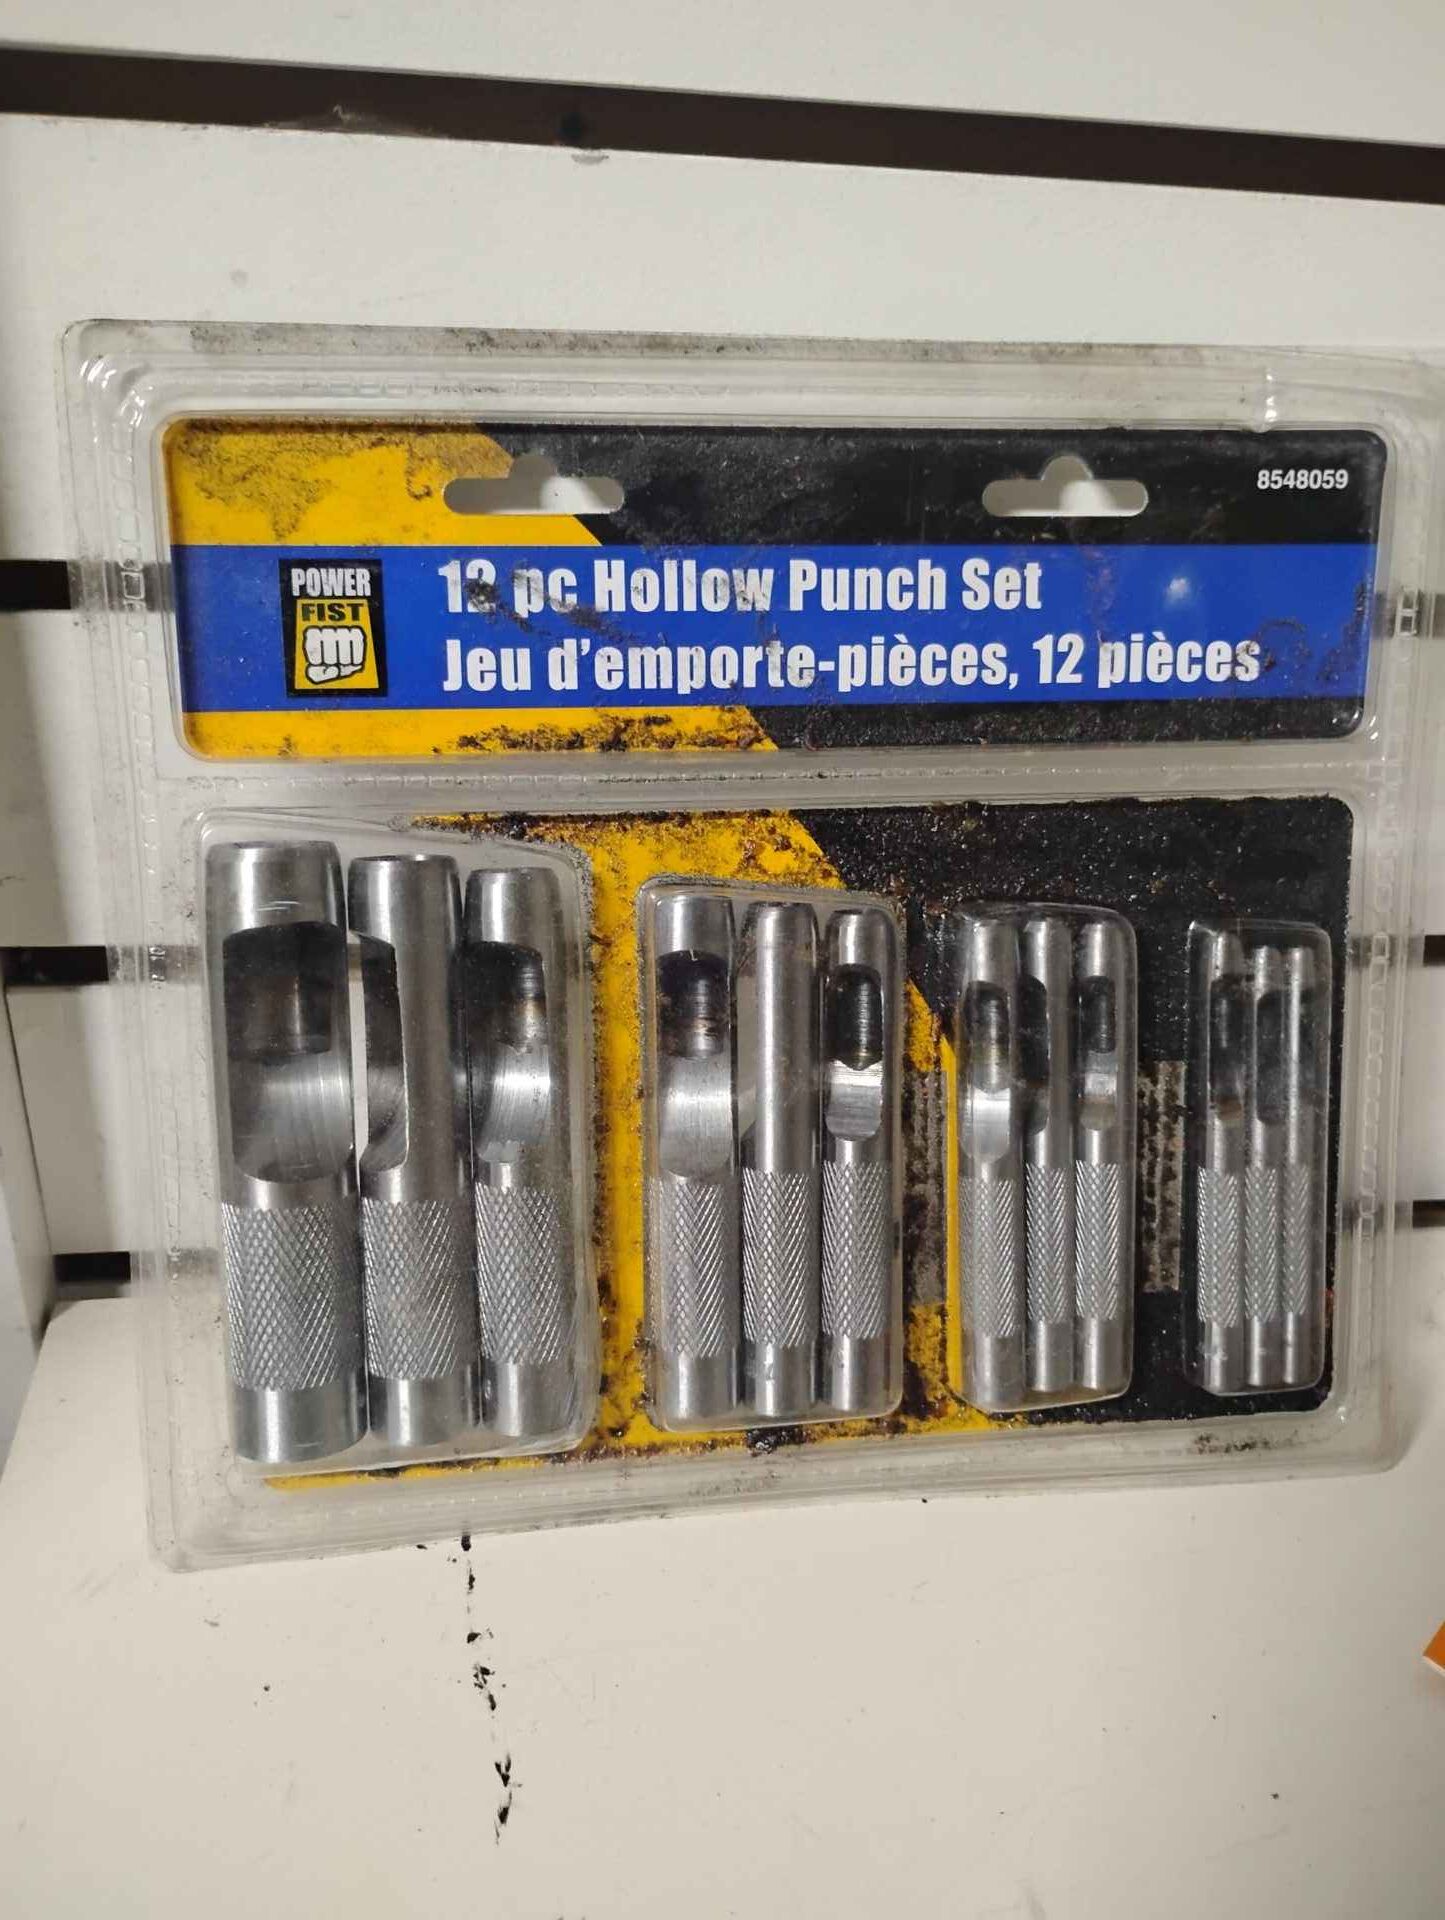 8548059
POWER
FIST
12 pc Hollow Punch Set
Jeu d'emporte-pièces, 12 pièces